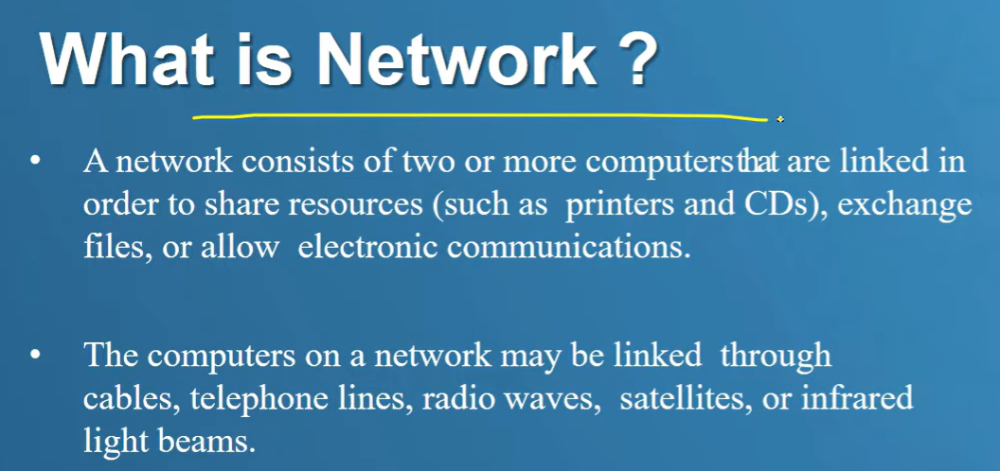 What is Network ?
• A network consists of two or more computers that are linked in
order to share resources (such as printers and CDs), exchange
files, or allow electronic communications.
• The computers on a network may be linked through
cables, telephone lines, radio waves, satellites, or infrared
light beams.